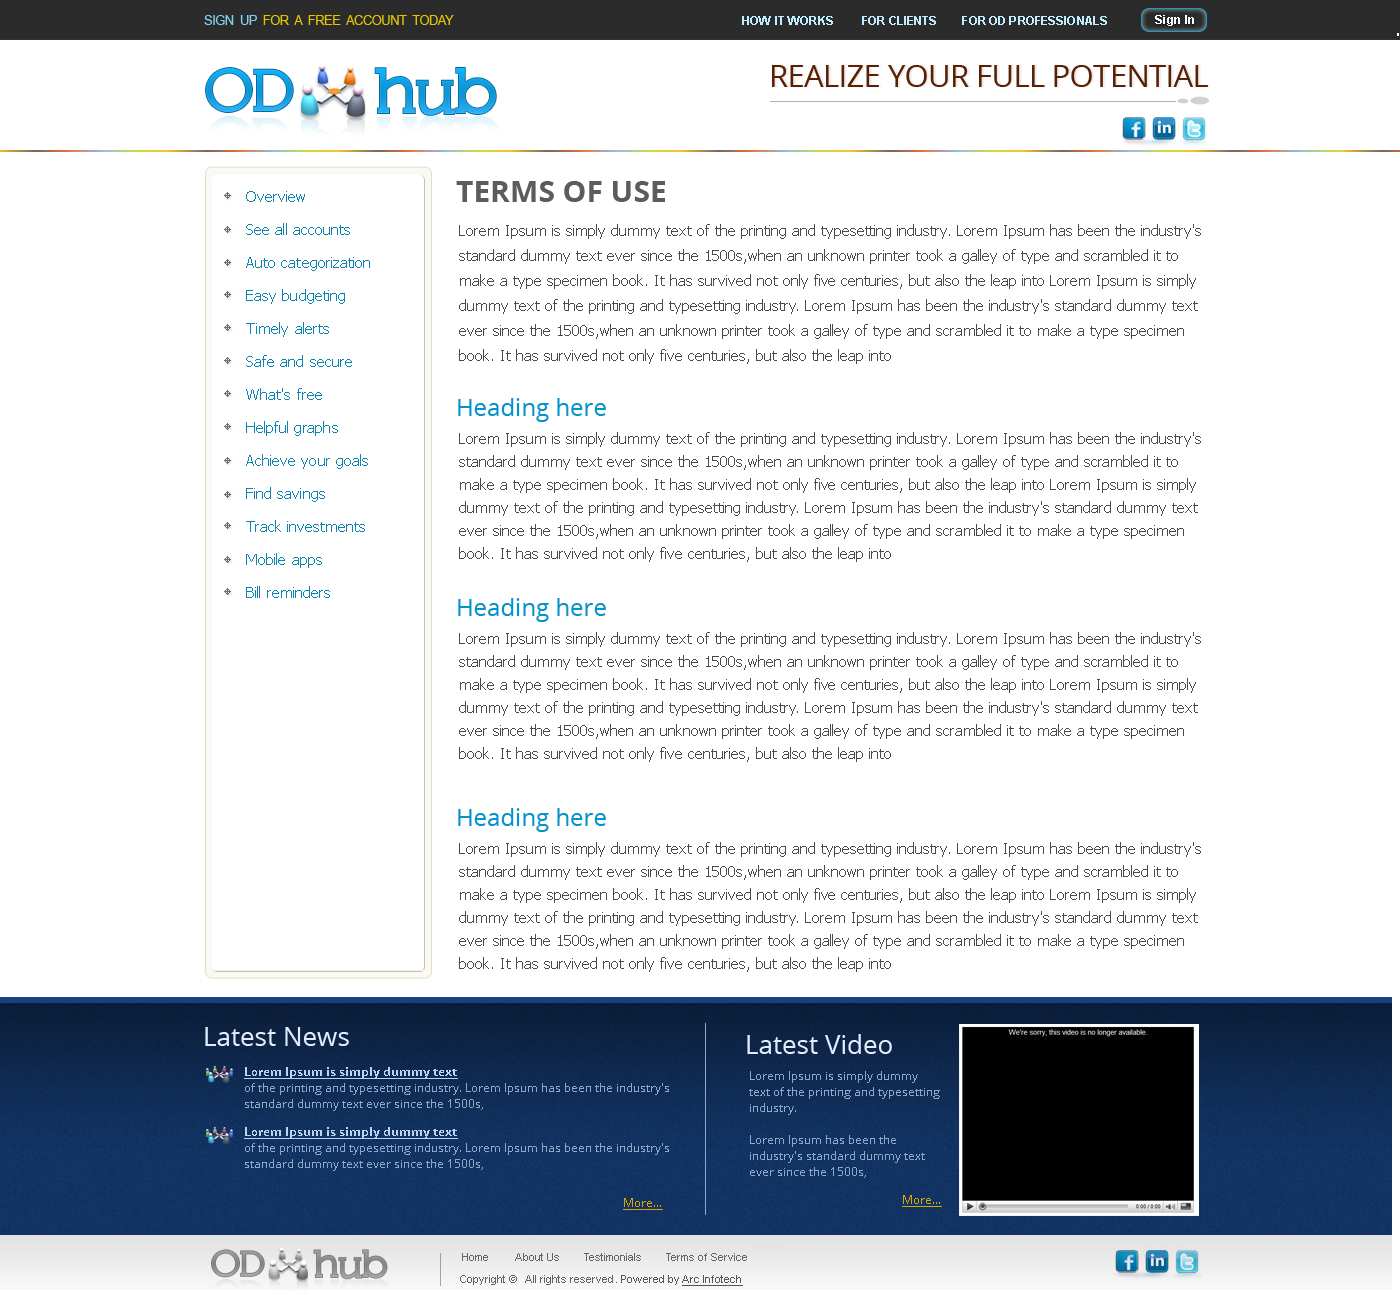 SIGN UP FOR A FREE ACCOUNT TODAY
HOW IT WORKS
FOR CLIENTS
FOR OD PROFESSIONALS
Sign In
OD hub
REALIZE YOUR FULL POTENTIAL
f in t
Overview
See all accounts
Auto categorization
Easy budgeting
Timely alerts
Safe and secure
What's free
Helpful graphs
Achieve your goals
Find savings
Track investments
Mobile apps
Bill reminders
TERMS OF USE
Lorem Ipsum is simply dummy text of the printing and typesetting industry. Lorem Ipsum has been the industry's
standard dummy text ever since the 1500s,when an unknown printer took a galley of type and scrambled it to
make a type specimen book. It has survived not only five centuries, but also the leap into Lorem Ipsum is simply
dummy text of the printing and typesetting industry. Lorem Ipsum has been the industry's standard dummy text
ever since the 1500s,when an unknown printer took a galley of type and scrambled it to make a type specimen
book. It has survived not only five centuries, but also the leap into
Heading here
Lorem Ipsum is simply dummy text of the printing and typesetting industry. Lorem Ipsum has been the industry's
standard dummy text ever since the 1500s,when an unknown printer took a galley of type and scrambled it to
make a type specimen book. It has survived not only five centuries, but also the leap into Lorem Ipsum is simply
dummy text of the printing and typesetting industry. Lorem Ipsum has been the industry's standard dummy text
ever since the 1500s,when an unknown printer took a galley of type and scrambled it to make a type specimen
book. It has survived not only five centuries, but also the leap into
Heading here
Lorem Ipsum is simply dummy text of the printing and typesetting industry. Lorem Ipsum has been the industry's
standard dummy text ever since the 1500s,when an unknown printer took a galley of type and scrambled it to
make a type specimen book. It has survived not only five centuries, but also the leap into Lorem Ipsum is simply
dummy text of the printing and typesetting industry. Lorem Ipsum has been the industry's standard dummy text
ever since the 1500s,when an unknown printer took a galley of type and scrambled it to make a type specimen
book. It has survived not only five centuries, but also the leap into
Heading here
Lorem Ipsum is simply dummy text of the printing and typesetting industry. Lorem Ipsum has been the industry's
standard dummy text ever since the 1500s,when an unknown printer took a galley of type and scrambled it to
make a type specimen book. It has survived not only five centuries, but also the leap into Lorem Ipsum is simply
dummy text of the printing and typesetting industry. Lorem Ipsum has been the industry's standard dummy text
ever since the 1500s,when an unknown printer took a galley of type and scrambled it to make a type specimen
book. It has survived not only five centuries, but also the leap into
Latest News
Lorem Ipsum is simply dummy text
of the printing and typesetting industry. Lorem Ipsum has been the industry's
standard dummy text ever since the 1500s,
Lorem Ipsum is simply dummy text
of the printing and typesetting industry. Lorem Ipsum has been the industry's
standard dummy text ever since the 1500s,
More...
Latest Video
Lorem Ipsum is simply dummy
text of the printing and typesetting
industry.
Lorem Ipsum has been the
industry's standard dummy text
ever since the 1500s,
More...
We're sorry, this video is no longer available.
0:00 / 0:00
OD hub
Home
About Us
Testimonials
Terms of Service
Copyright © All rights reserved. Powered by Arc Infotech
f in t